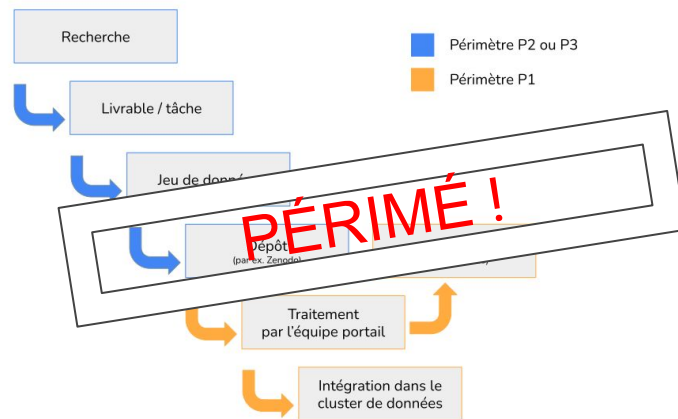 Recherche
Périmètre P2 ou P3
Périmètre P1
Livrable / tâche
Jeu de
PÉRIMÉ !
Dépôt
(par ex. Zenodo)
Traitement
par l'équipe portail
Intégration dans le
cluster de données